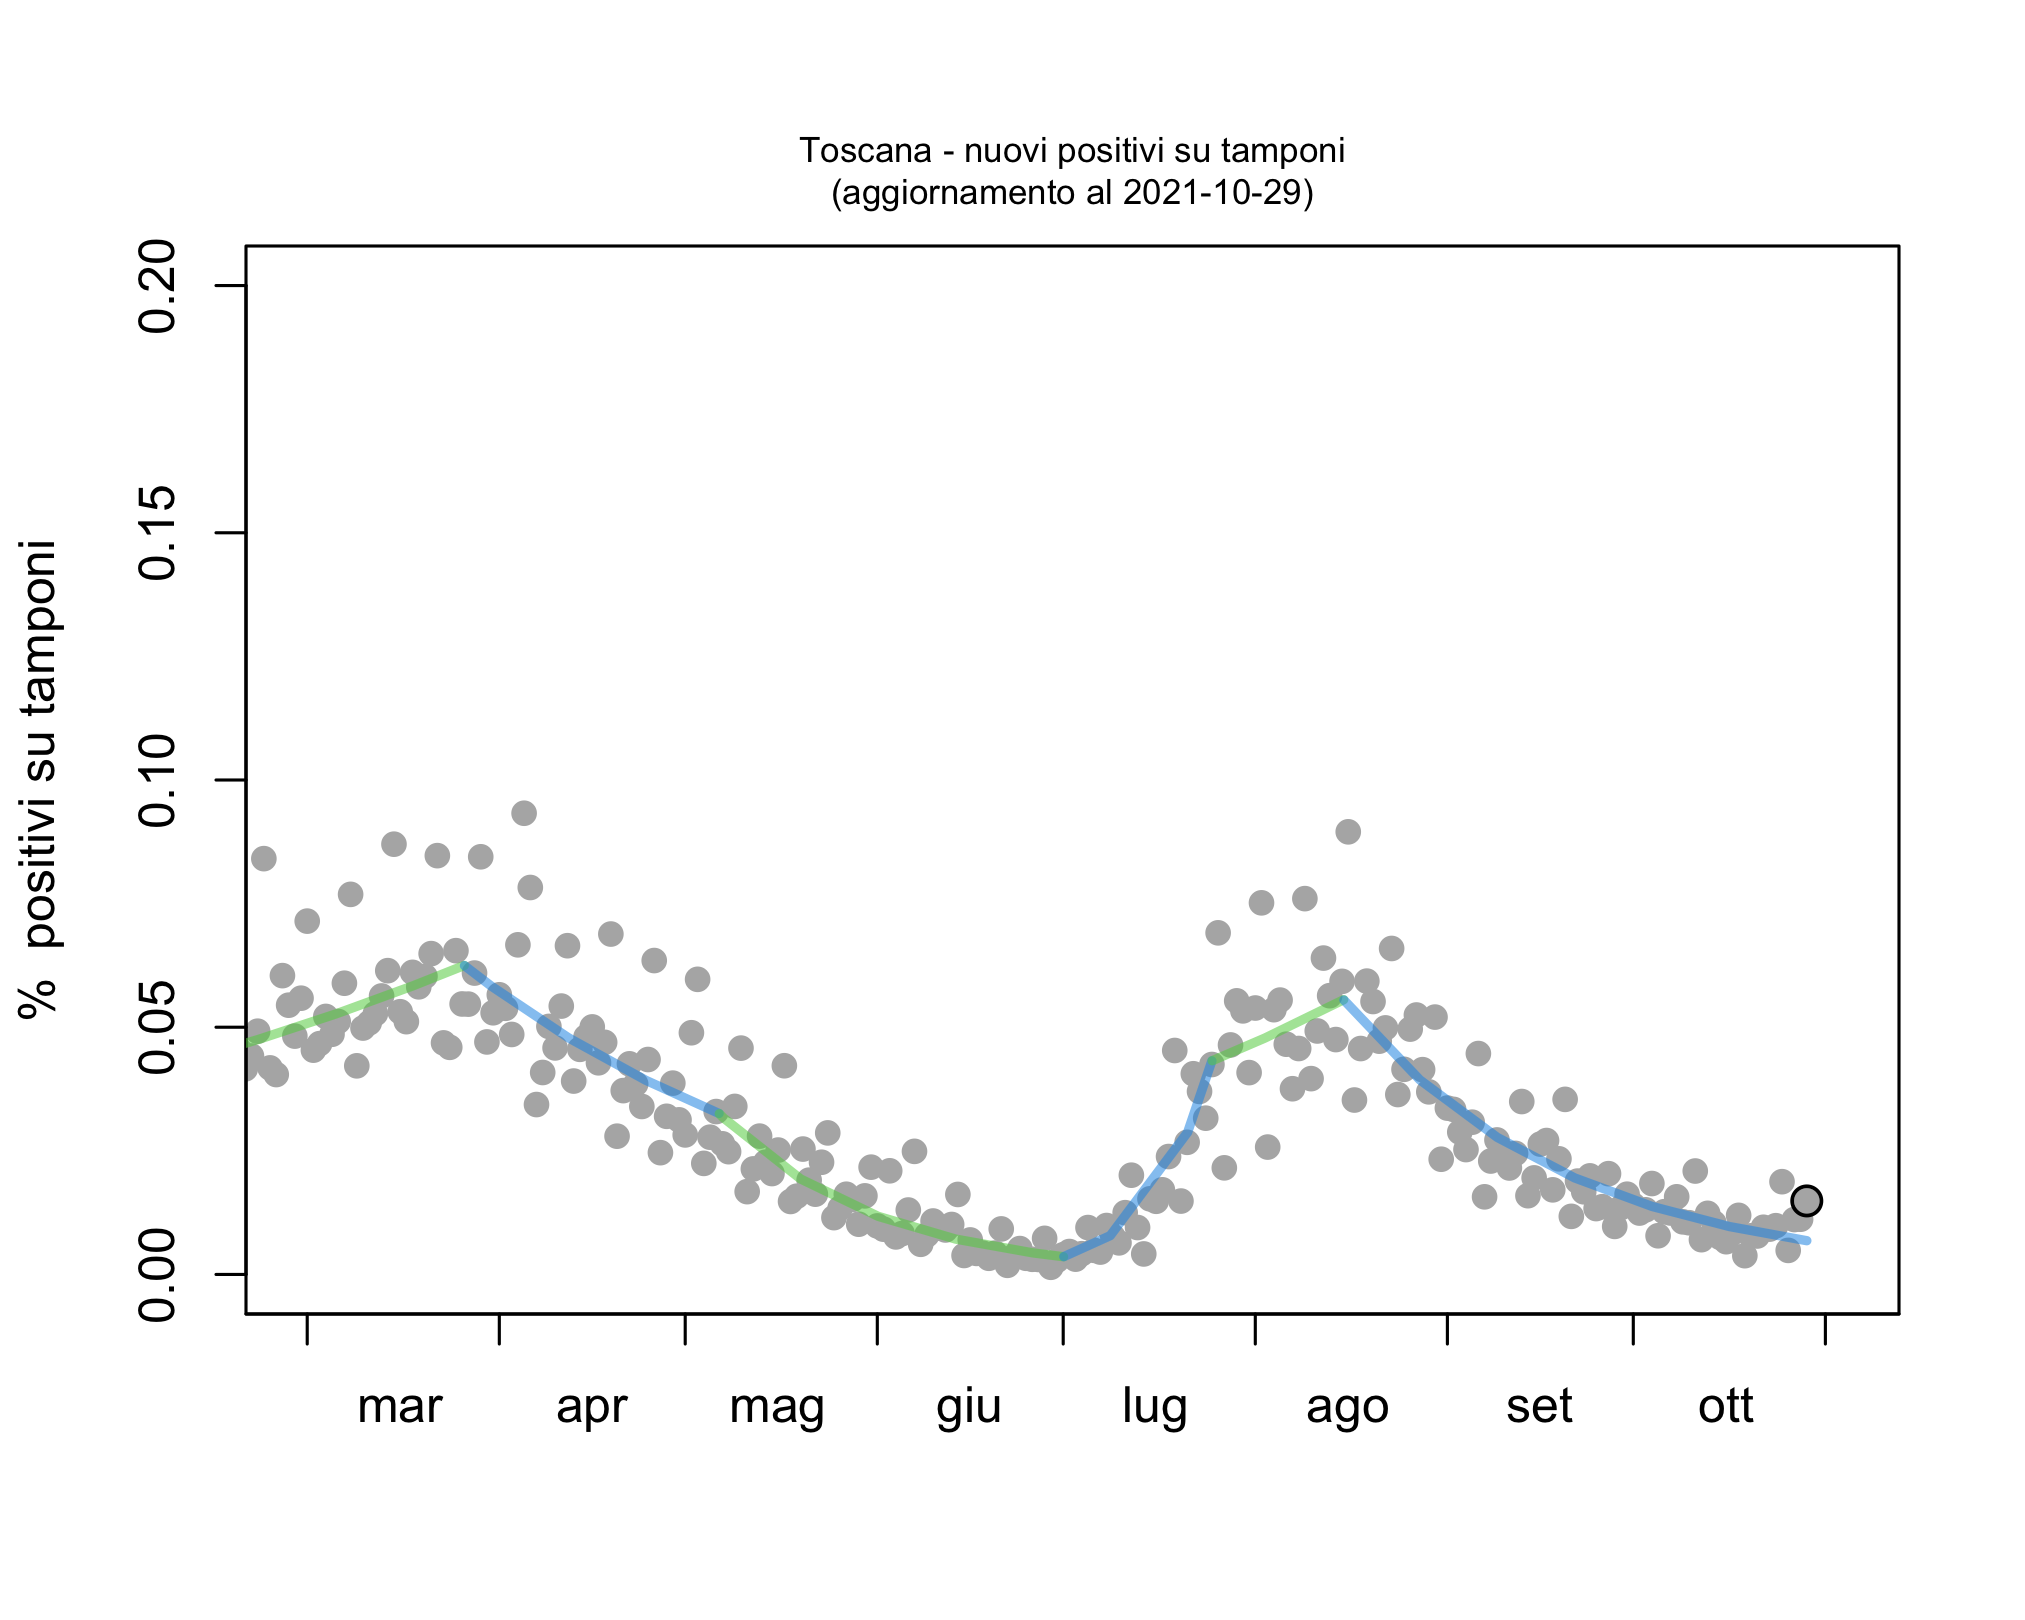 Toscana - nuovi positivi su tamponi
(aggiornamento al 2021-10-29)
0.20
0.15
0.10
0.05
0.00
% positivi su tamponi
mar apr mag giu lug ago set ott